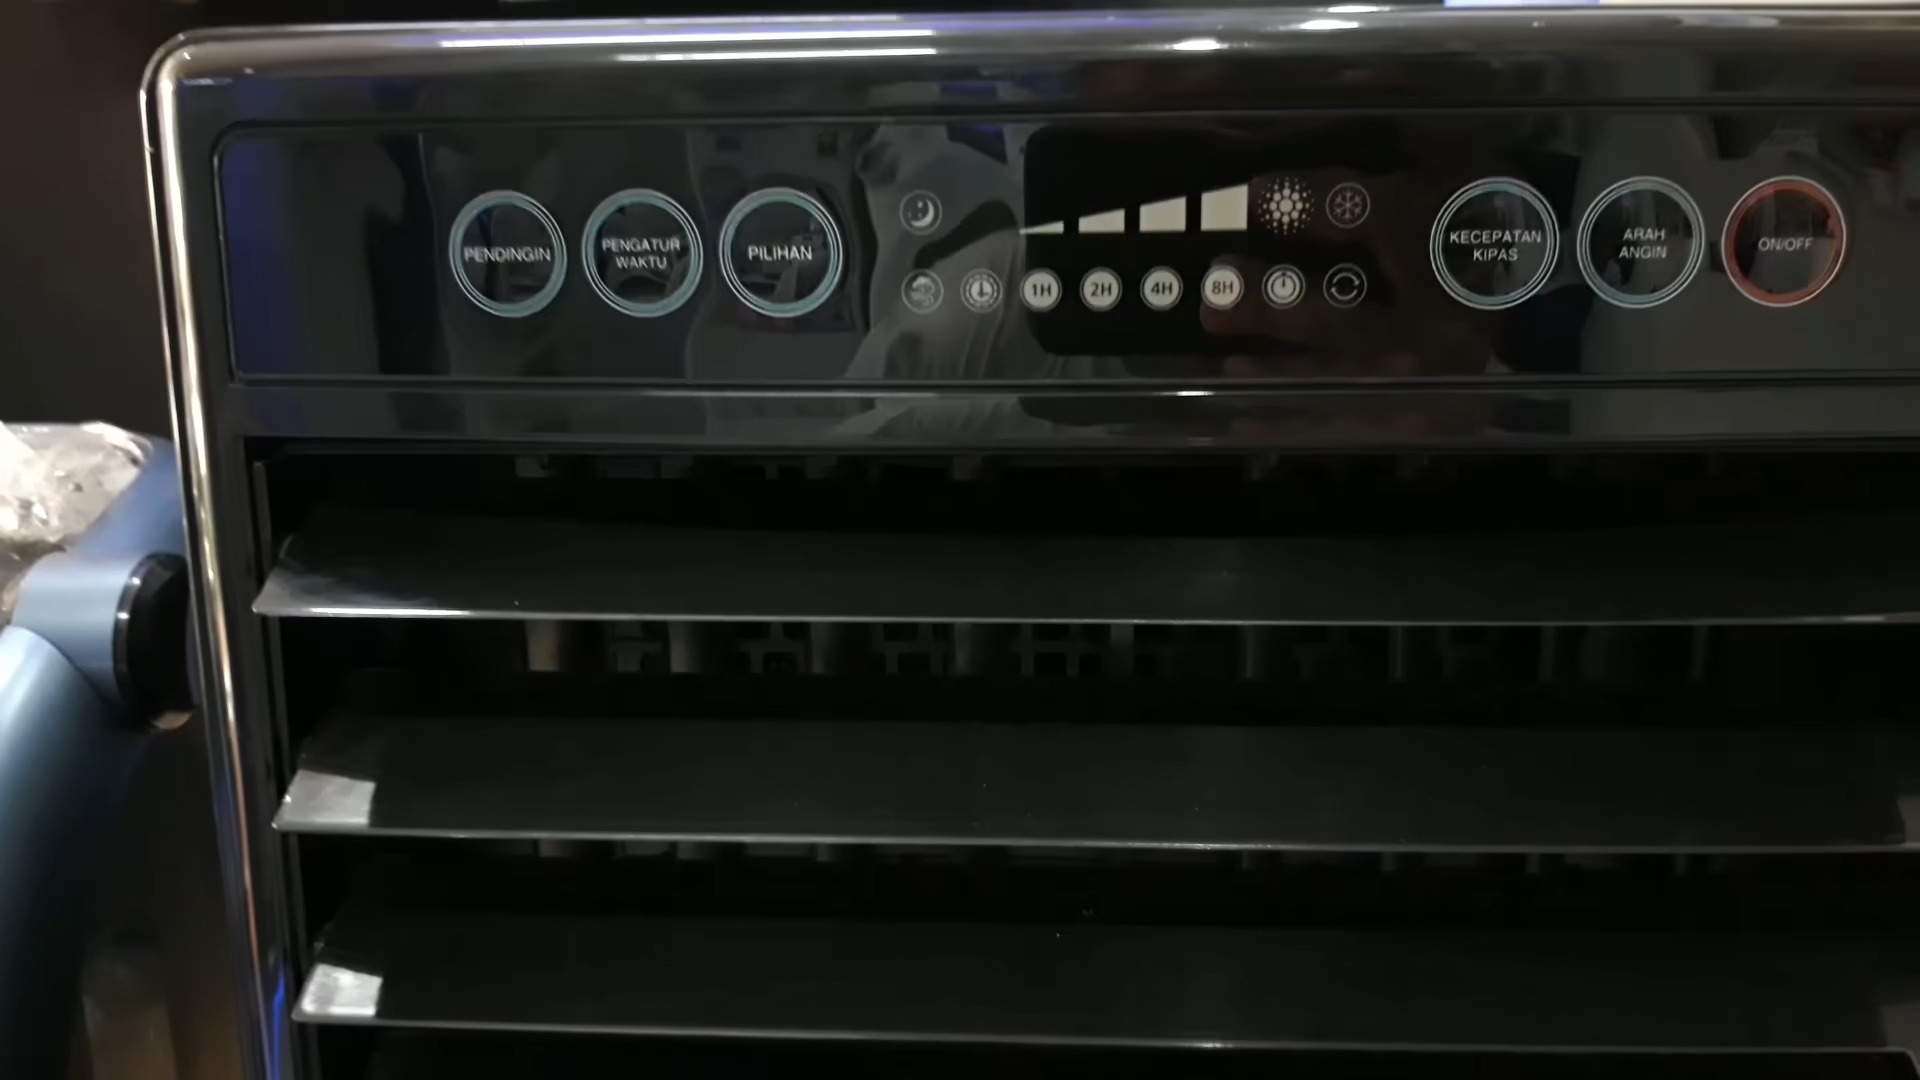 PENDINGIN
PENGATUR
WAKTU
PILIHAN
1H 2H 4H 8H
KECEPATAN
KIPAS
ARAH
ANGIN
ON/OFF